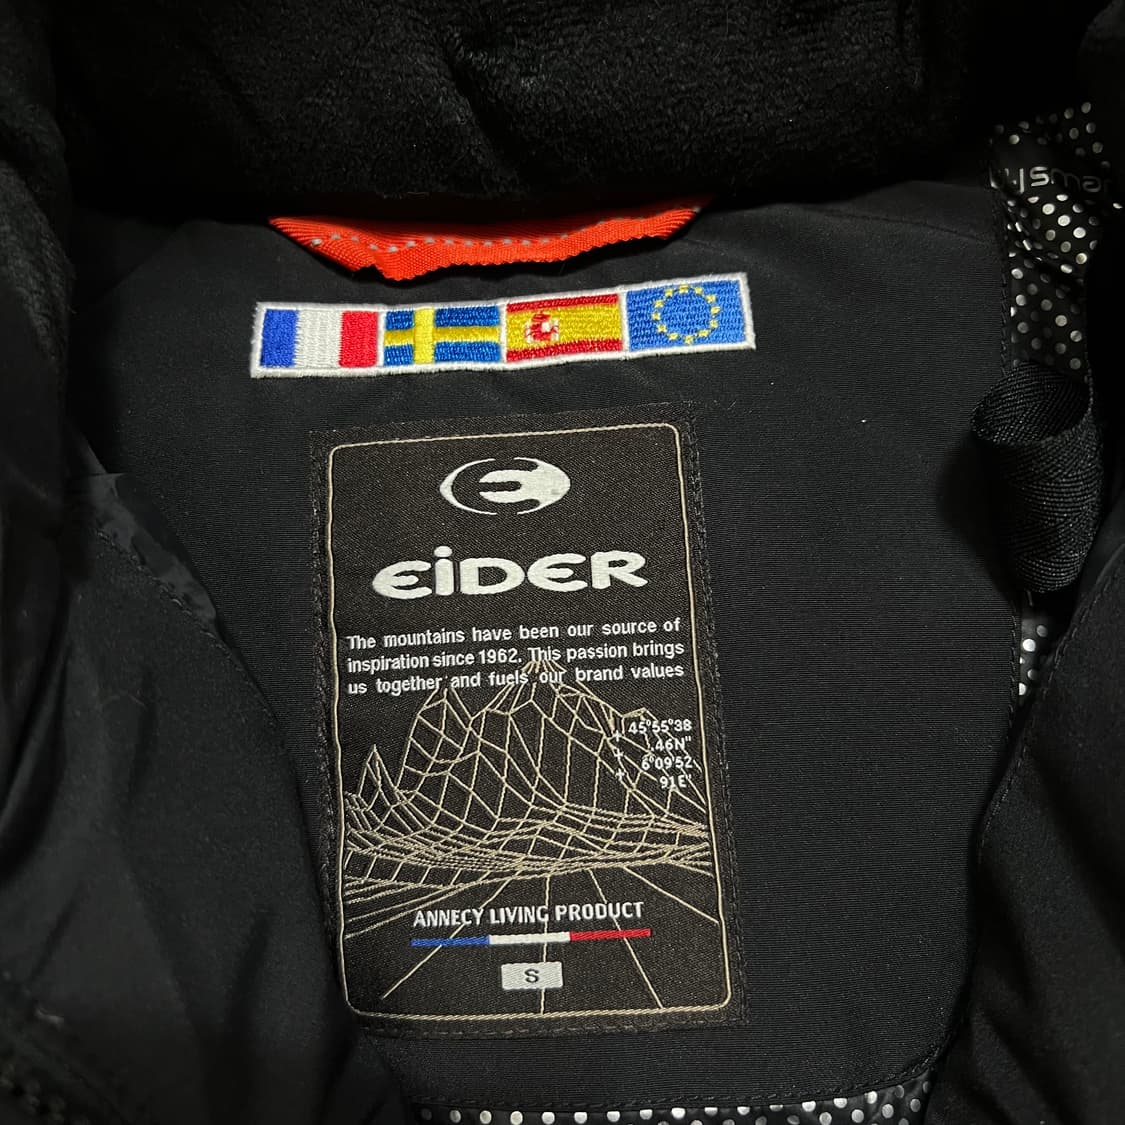 smar
EiDER
The mountains have been our source of
inspiration since 1962. This passion brings
us together and fuels our brand values
45°55'38
.46N"
6°09'52
91E"
ANNECY LIVING PRODUCT
S